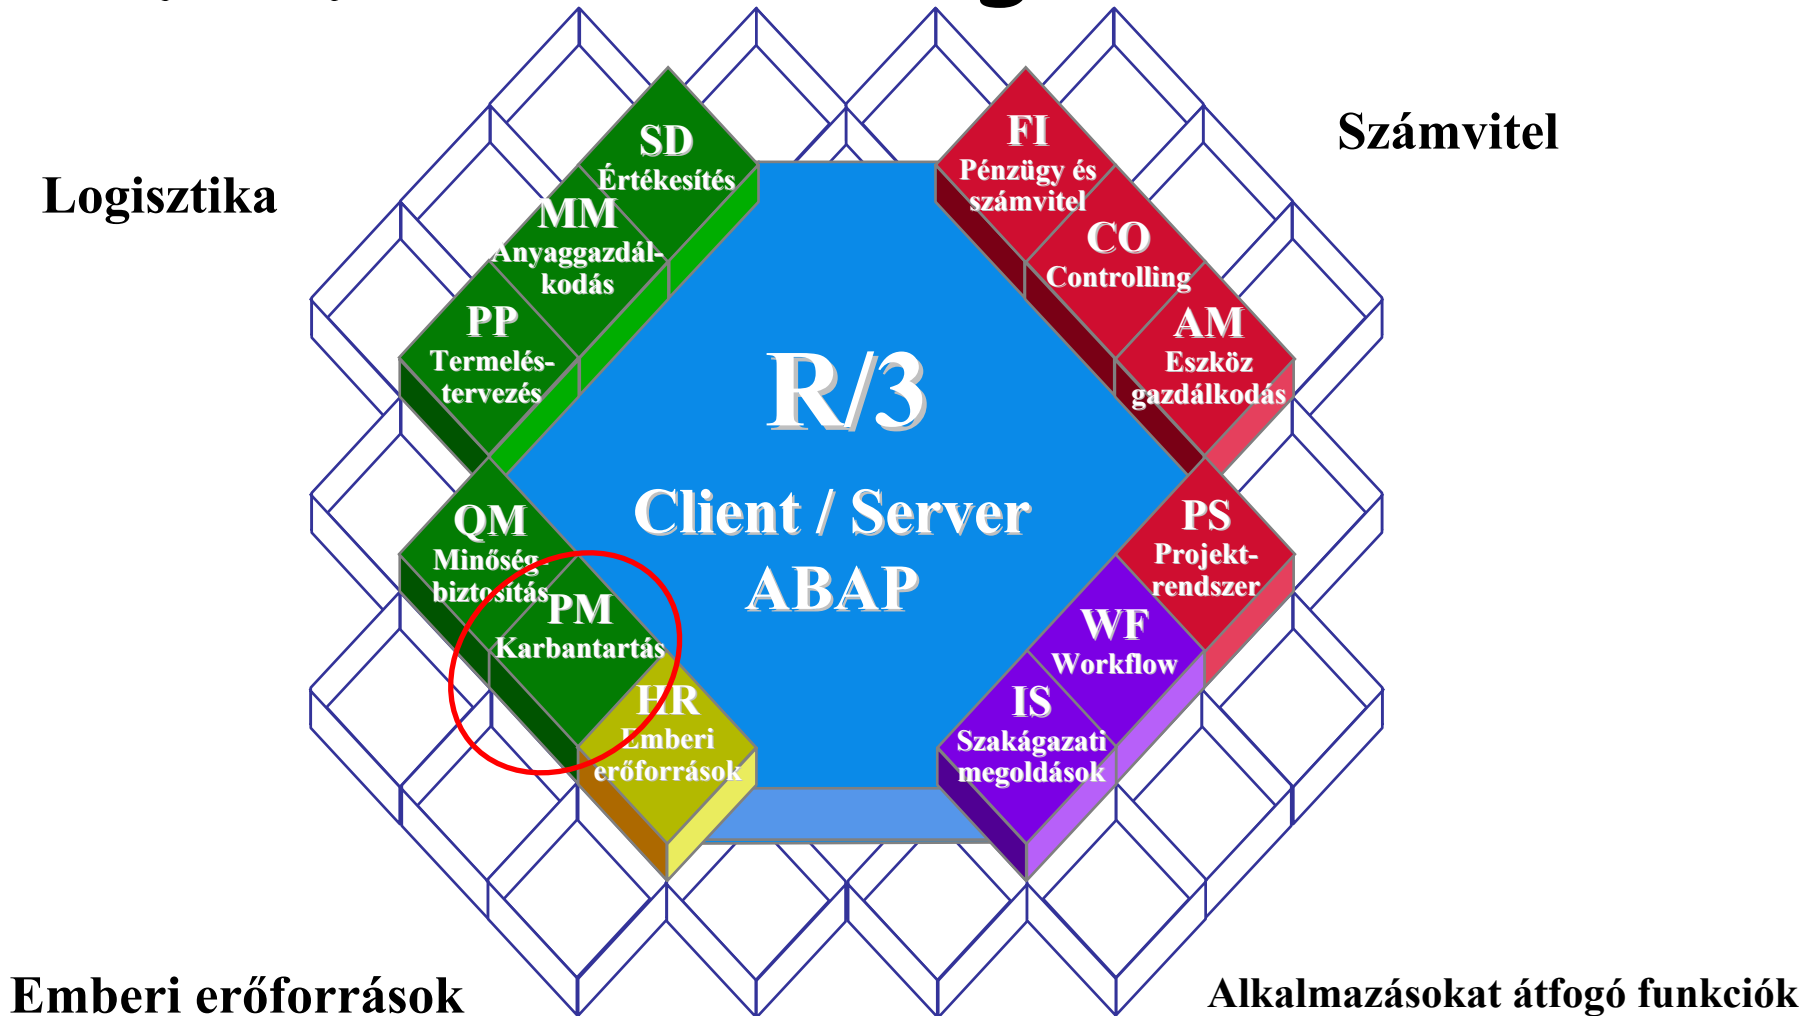 Számvitel
Logisztika
SD
Értékesítés
MM
Anyaggazdál-
kodás
PP
Termelés-
tervezés
FI
Pénzügy és
számvitel
CO
Controlling
AM
Eszköz
gazdálkodás
R/3
Client / Server
ABAP
QM
Minőség-
biztosítás
PM
Karbantartás
HR
Emberi
erőforrások
PS
Projekt-
rendszer
WF
Workflow
IS
Szakágazati
megoldások
Emberi erőforrások
Alkalmazásokat átfogó funkciók